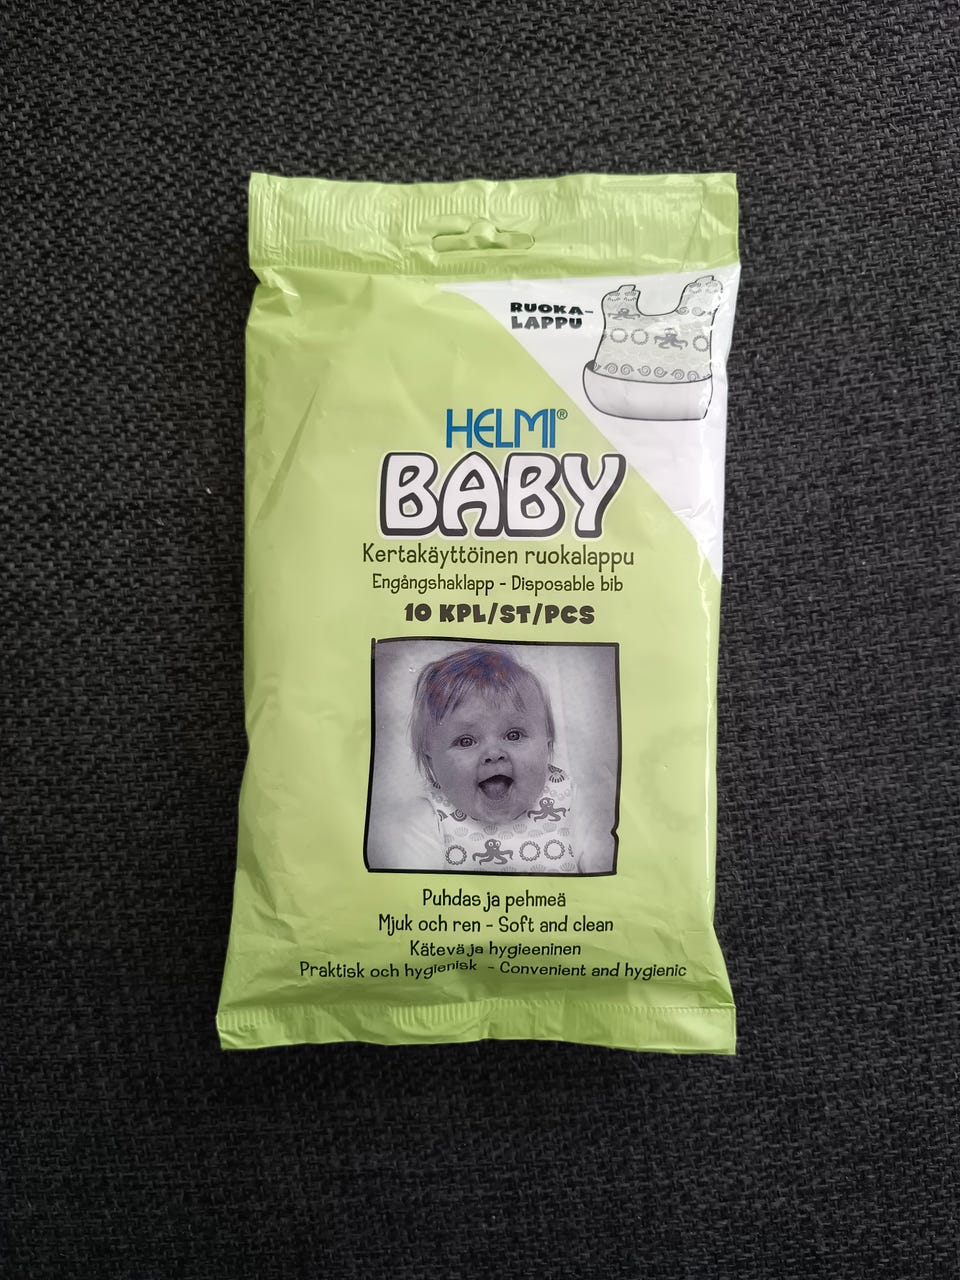 RUOKA-
LAPPU
HELMI®
BABY
Kertakäyttöinen ruokalappu
Engångshaklapp - Disposable bib
10 KPL/ST/PCS
Puhdas ja pehmeä
Mjuk och ren - Soft and clean
Kätevä ja hygieeninen
Praktisk och hygienisk - Convenient and hygienic